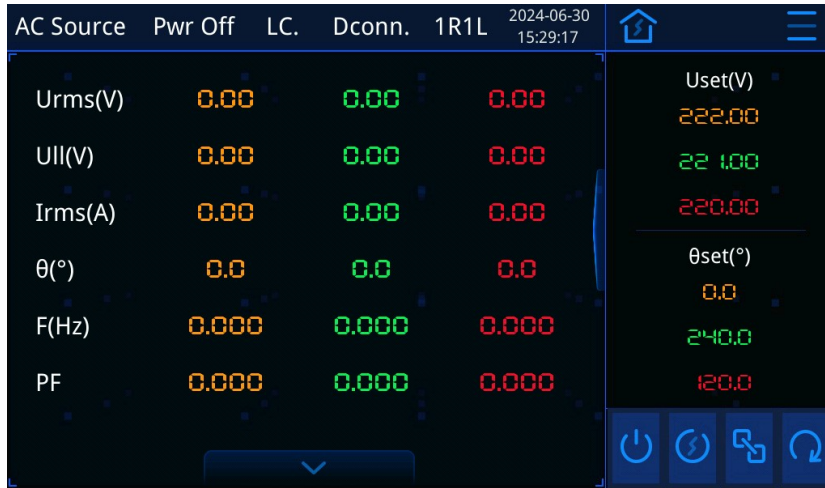 AC Source Pwr Off LC. Dconn. 1R1L 2024-06-30
15:29:17
Urms(V) 0.00 0.00 0.00
Ull(V) 0.00 0.00 0.00
Irms(A) 0.00 0.00 0.00
θ(°) 0.0 0.0 0.0
F(Hz) 0.000 0.000 0.000
PF 0.000 0.000 0.000
Uset(V)
222.00
221.00
220.00
θset(°)
0.0
240.0
120.0